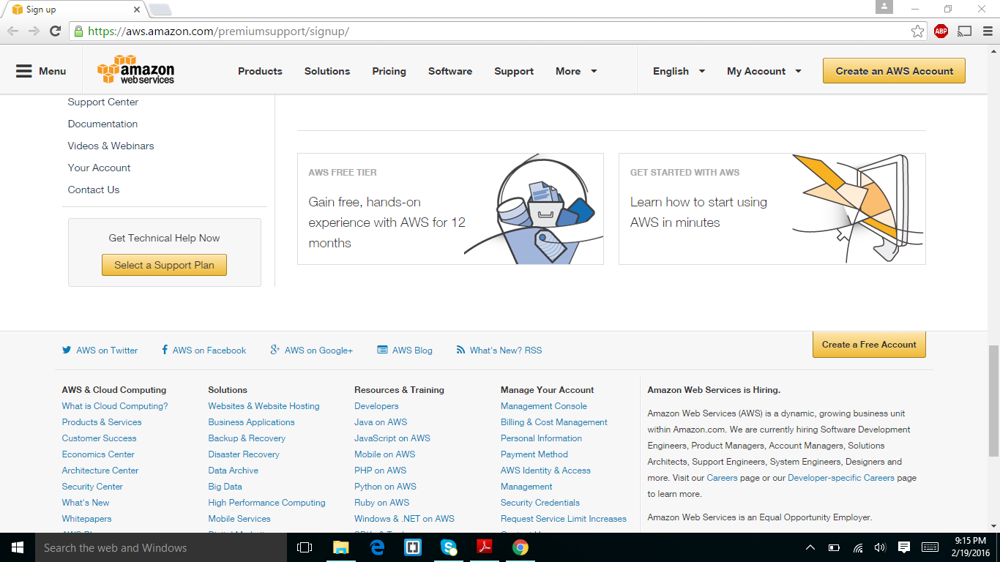 Sign up
https://aws.amazon.com/premiumsupport/signup/
ABP
Menu
amazon
web services
Products
Solutions
Pricing
Software
Support
More
English
My Account
Create an AWS Account
Support Center
Documentation
Videos & Webinars
Your Account
Contact Us
Get Technical Help Now
Select a Support Plan
AWS FREE TIER
Gain free, hands-on
experience with AWS for 12
months
GET STARTED WITH AWS
Learn how to start using
AWS in minutes
AWS on Twitter
AWS on Facebook
AWS on Google+
AWS Blog
What's New? RSS
Create a Free Account
AWS & Cloud Computing
What is Cloud Computing?
Products & Services
Customer Success
Economics Center
Architecture Center
Security Center
What's New
Whitepapers
Solutions
Websites & Website Hosting
Business Applications
Backup & Recovery
Disaster Recovery
Data Archive
Big Data
High Performance Computing
Mobile Services
Resources & Training
Developers
Java on AWS
JavaScript on AWS
Mobile on AWS
PHP on AWS
Python on AWS
Ruby on AWS
Windows & .NET on AWS
Manage Your Account
Management Console
Billing & Cost Management
Personal Information
Payment Method
AWS Identity & Access
Management
Security Credentials
Request Service Limit Increases
Amazon Web Services is Hiring.
Amazon Web Services (AWS) is a dynamic, growing business unit
within Amazon.com. We are currently hiring Software Development
Engineers, Product Managers, Account Managers, Solutions
Architects, Support Engineers, System Engineers, Designers and
more. Visit our Careers page or our Developer-specific Careers page
to learn more.
Amazon Web Services is an Equal Opportunity Employer.
Search the web and Windows
9:15 PM
2/19/2016